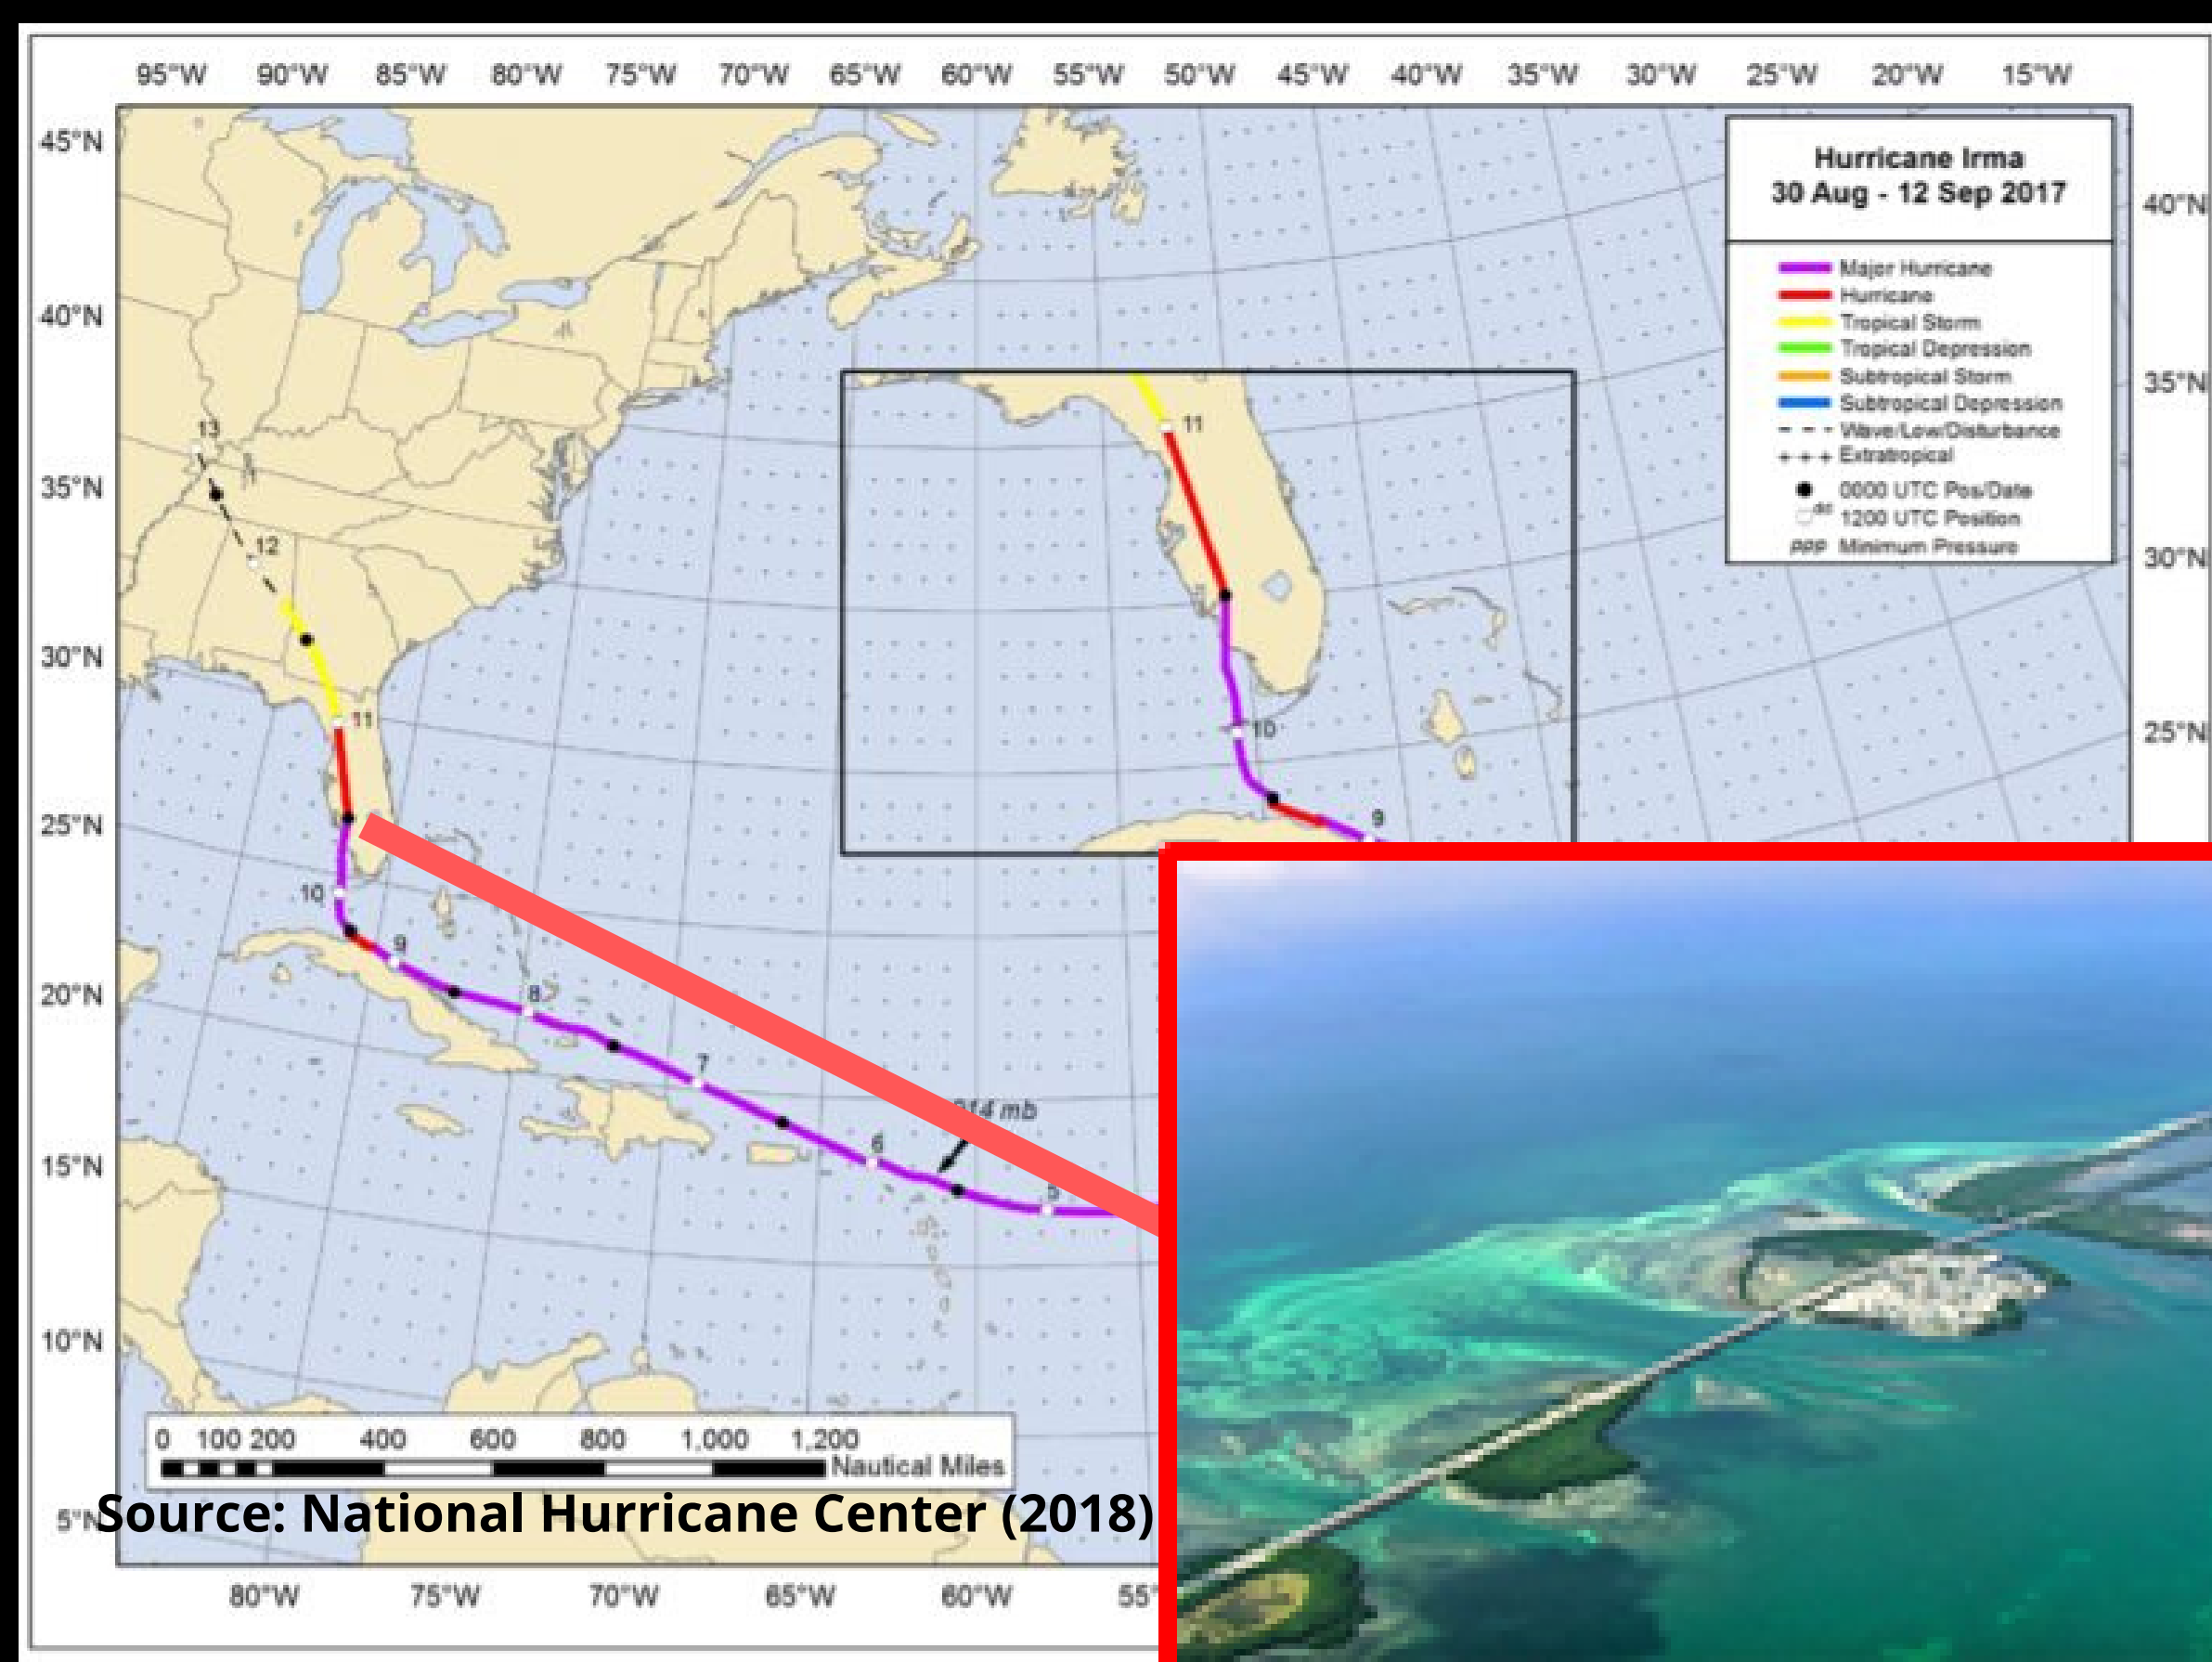 95°W 90°W 85°W 80°W 75°W 70°W 65°W 60°W 55°W 50°W 45°W 40°W 35°W 30°W 25°W 20°W 15°W
45°N
40°N
35°N
30°N
25°N
20°N
15°N
10°N
5°N
40°N
35°N
30°N
25°N
Hurricane Irma
30 Aug - 12 Sep 2017
Major Hurricane
Hurricane
Tropical Storm
Tropical Depression
Subtropical Storm
Subtropical Depression
Wave/Low/Disturbance
Extratropical
0000 UTC Pos/Date
dd 1200 UTC Position
PPP Minimum Pressure
11
10
9
13
12
11
10
9
8
7
6
5
mb
0 100 200 400 600 800 1,000 1,200
Nautical Miles
Source: National Hurricane Center (2018)
80°W 75°W 70°W 65°W 60°W 55°